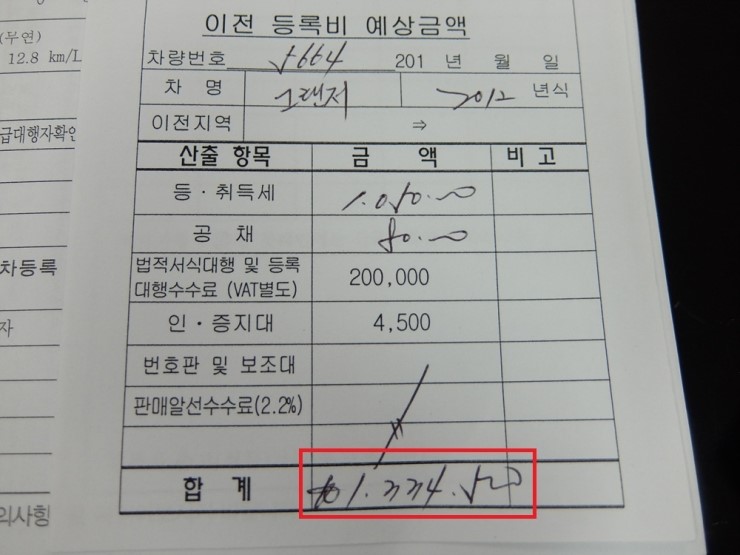 (무연)
12.8 km/L
급대행자확인
차등록
자
의사항
이전 등록비 예상금액
차량번호 5664 201 년 월 일
차 명 그랜저 2012 년식
이전지역 ⇒
산출 항목 금 액 비 고
등·취득세 1.050.000
공 채 80.000
법적서식대행 및 등록
대행수수료 (VAT별도) 200,000
인·증지대 4,500
번호판 및 보조대
판매알선수수료(2.2%)
합 계 1.334.500